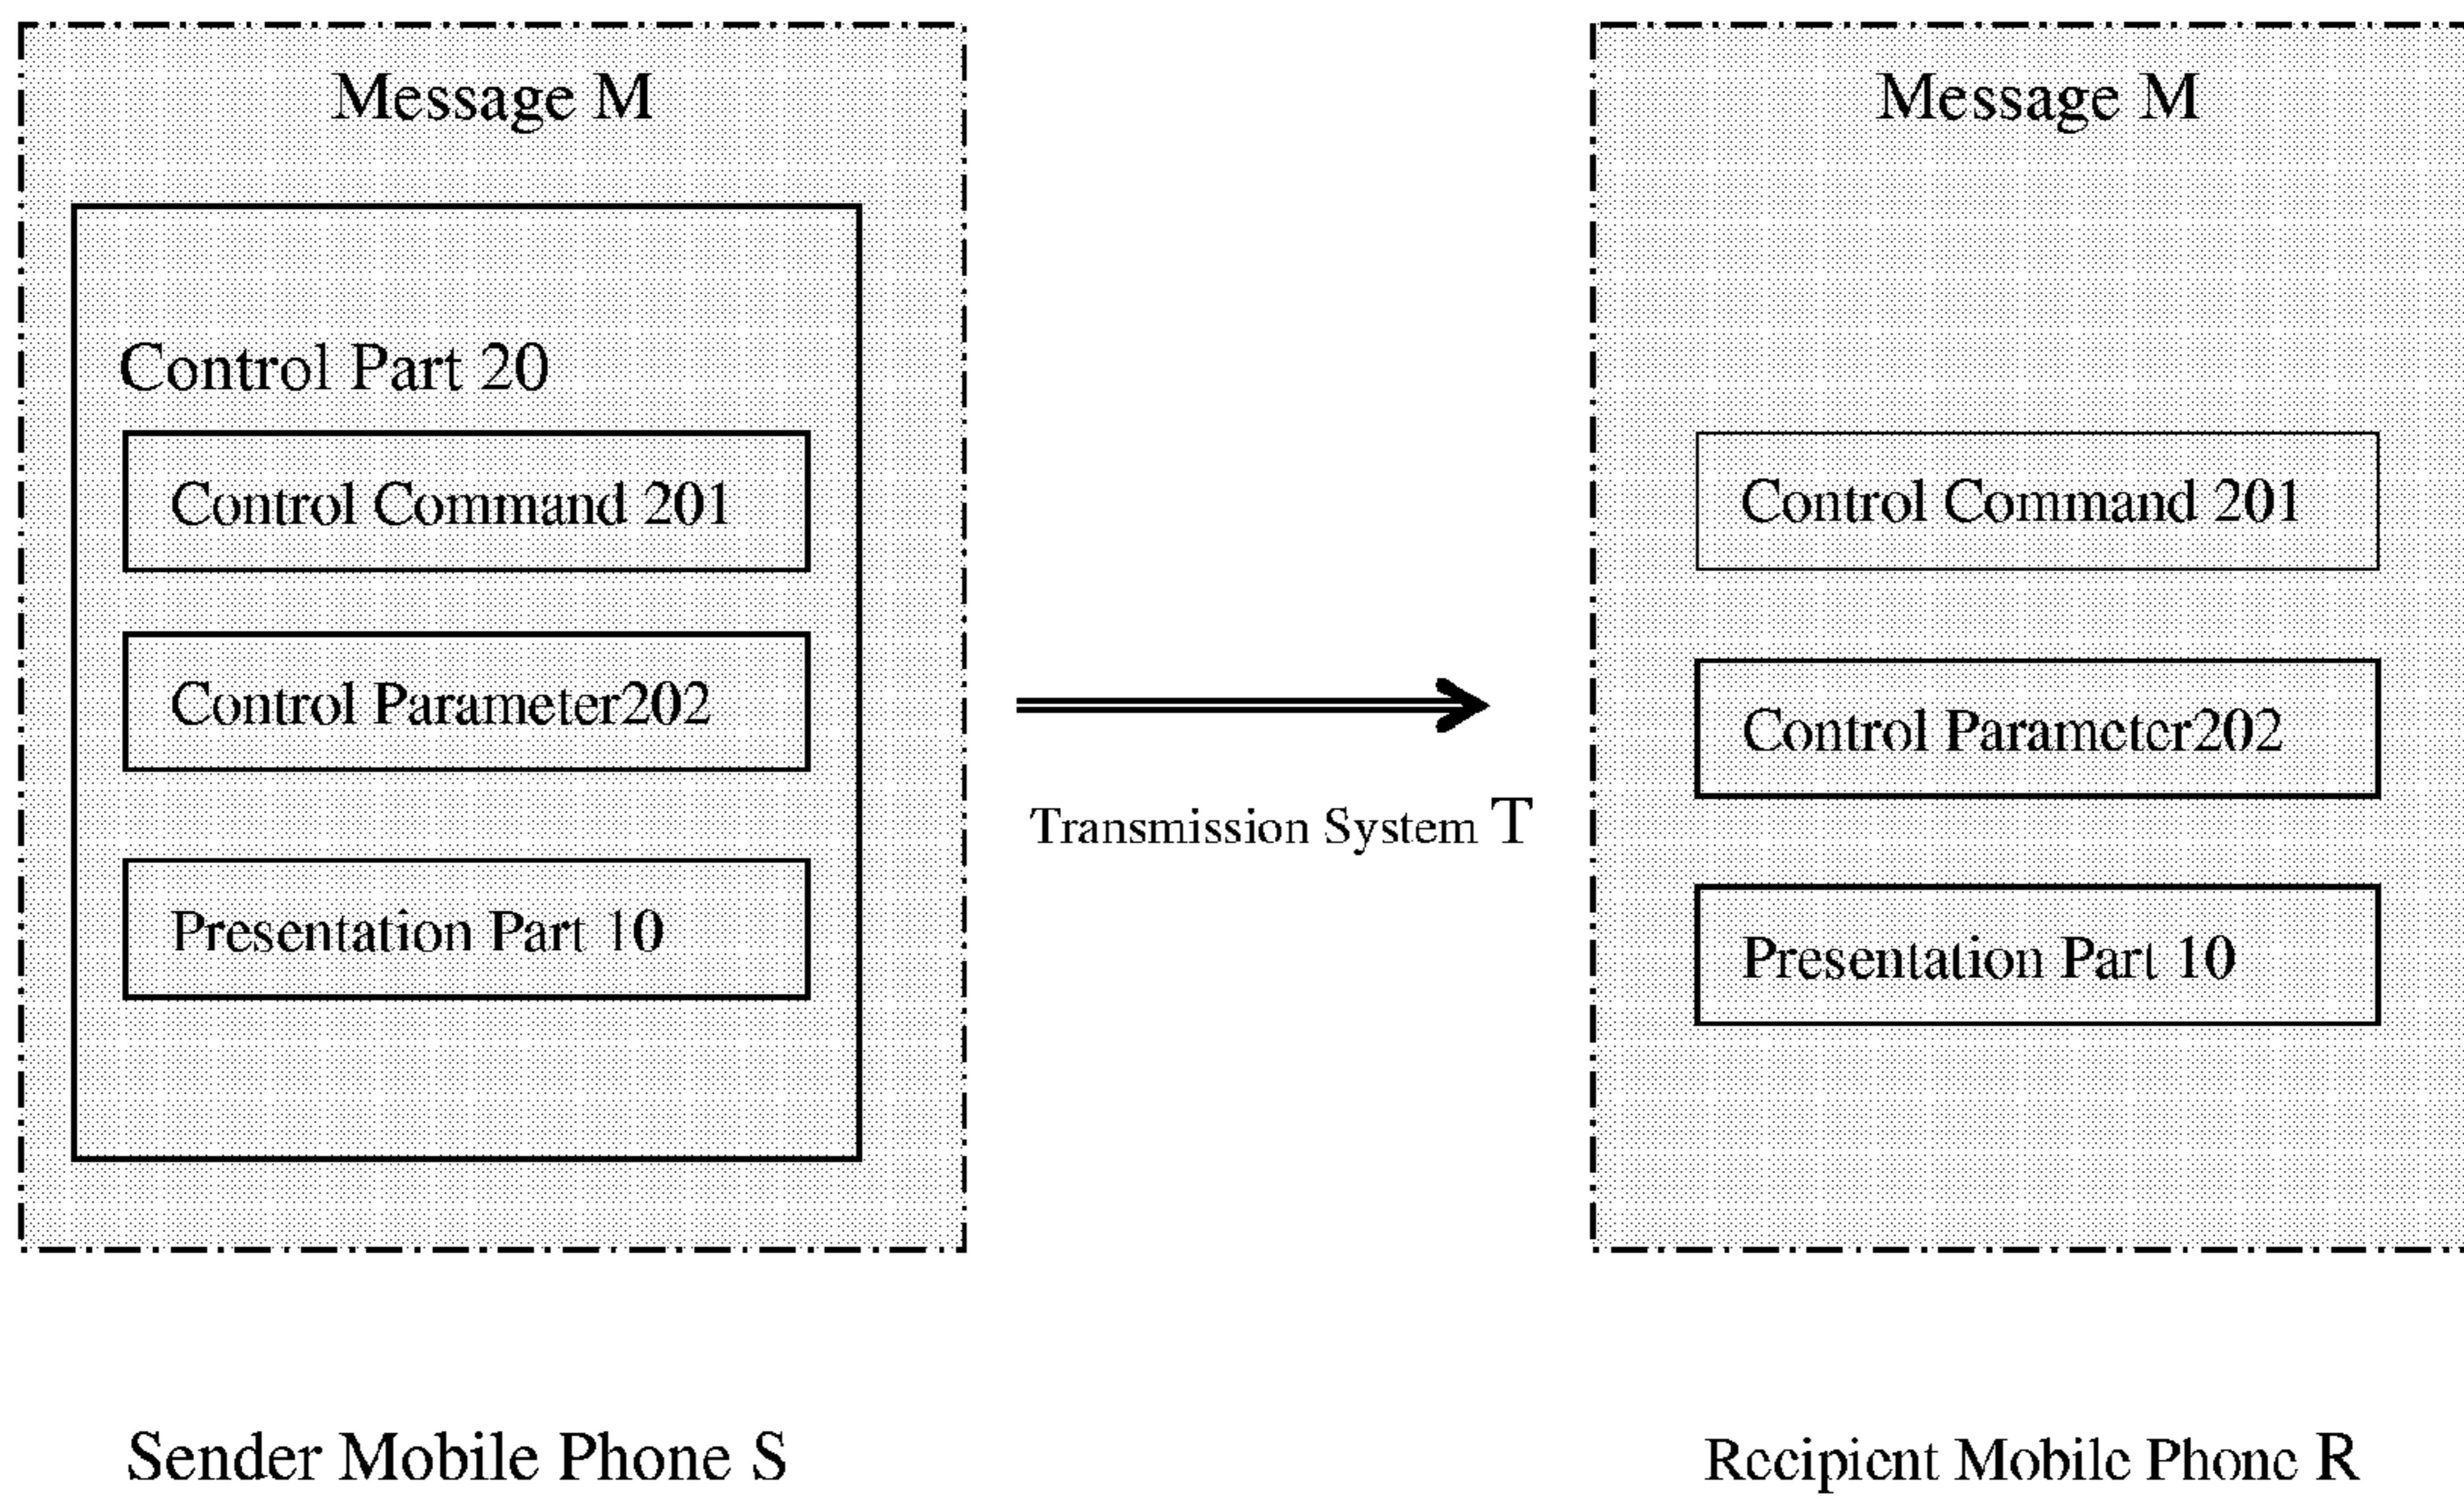 Message M
Control Part 20
Control Command 201
Control Parameter202
Presentation Part 10
Transmission System T
Message M
Control Command 201
Control Parameter202
Presentation Part 10
Sender Mobile Phone S
Recipient Mobile Phone R